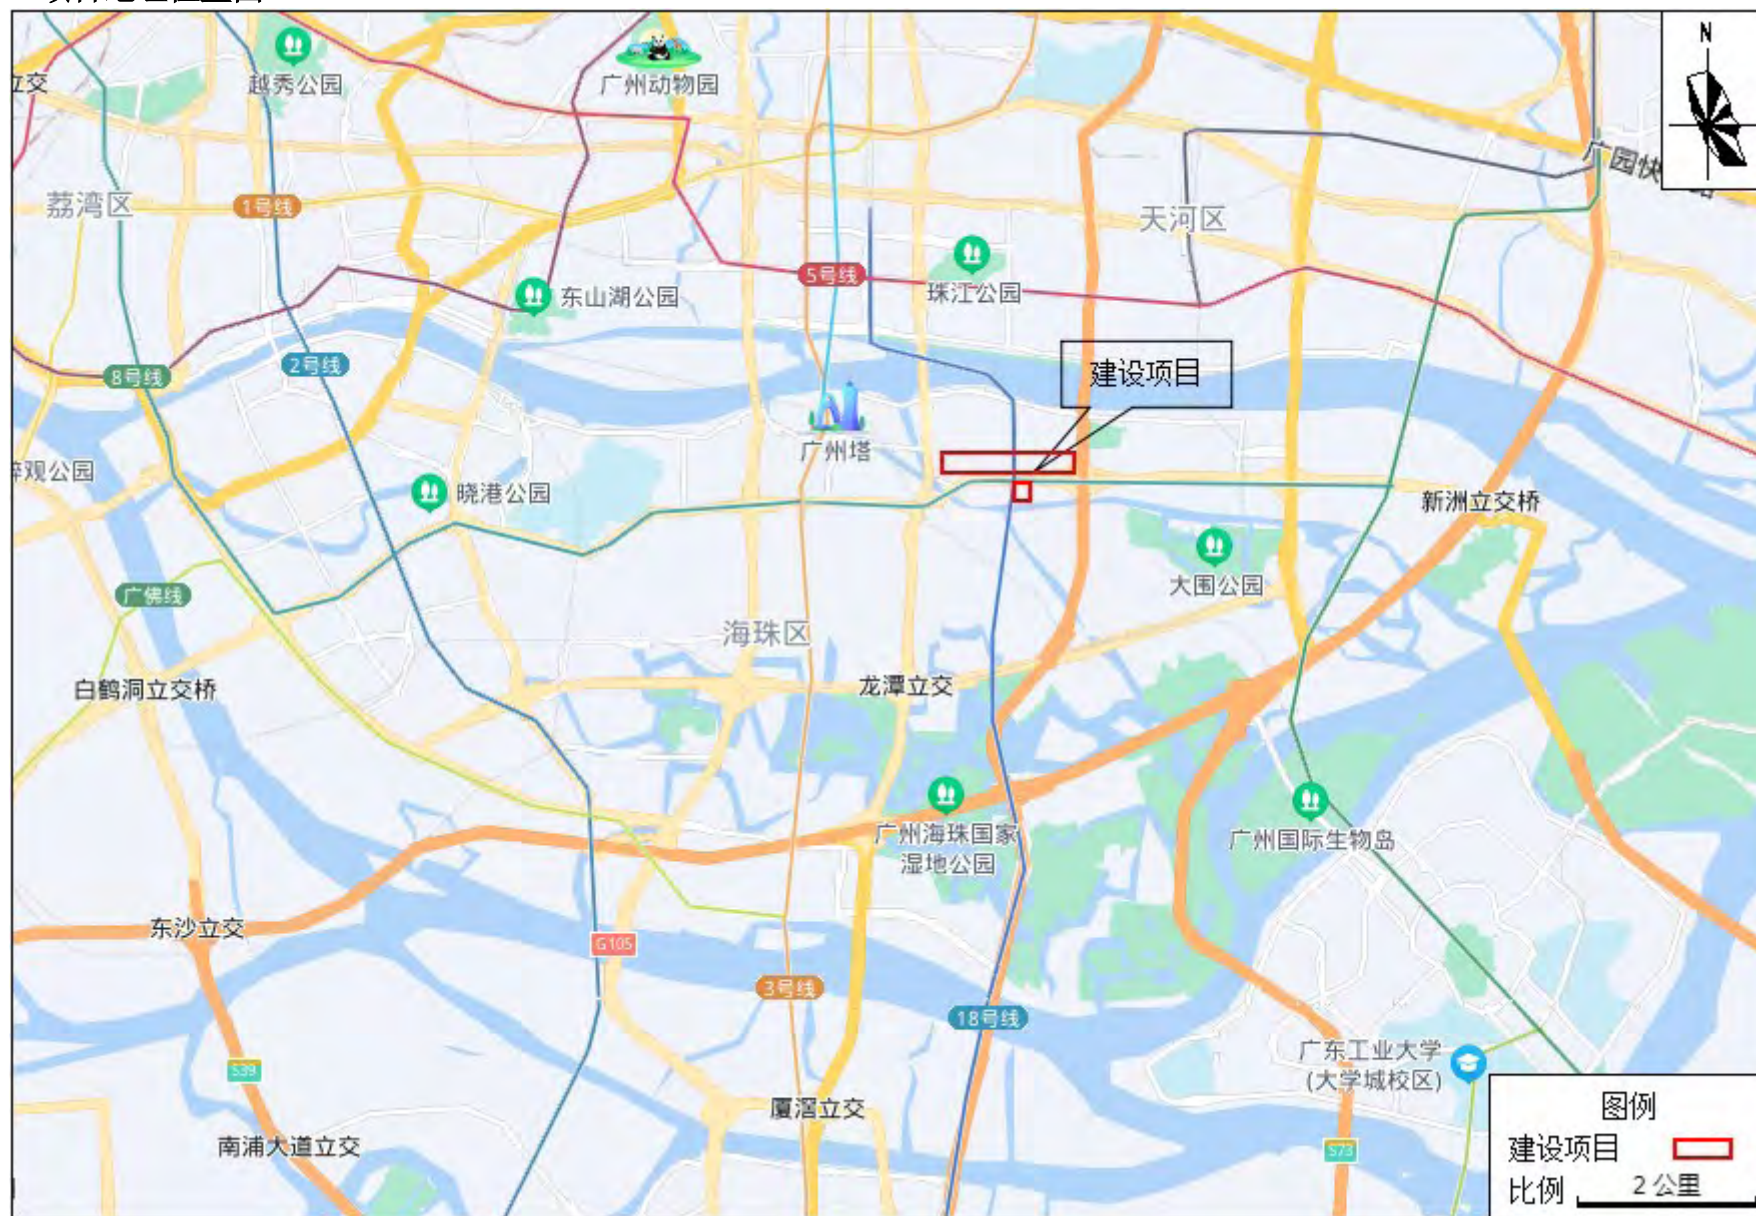 N
越秀公园
广州动物园
立交
广园快
荔湾区
1号线
天河区
5号线
珠江公园
东山湖公园
8号线
2号线
建设项目
广州塔
观公园
晓港公园
新洲立交桥
大围公园
广佛线
海珠区
白鹤洞立交桥
龙潭立交
广州海珠国家
湿地公园
广州国际生物岛
东沙立交
G105
3号线
18号线
广东工业大学
(大学城校区)
S39
厦滘立交
南浦大道立交
S73
图例
建设项目
比例
2公里